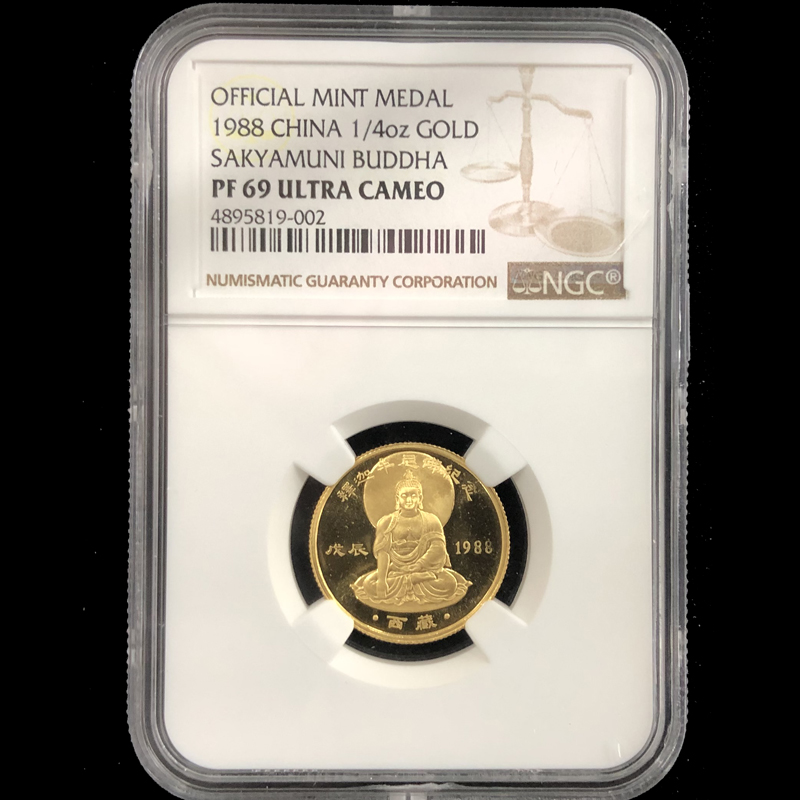 OFFICIAL MINT MEDAL
1988 CHINA 1/4oz GOLD
SAKYAMUNI BUDDHA
PF 69 ULTRA CAMEO
4895819-002
NUMISMATIC GUARANTY CORPORATION
NGC®
釋迦牟尼佛紀念
戊辰 1988
·西藏·